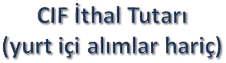 CIF İthal Tutarı
(yurt içi alımlar hariç)